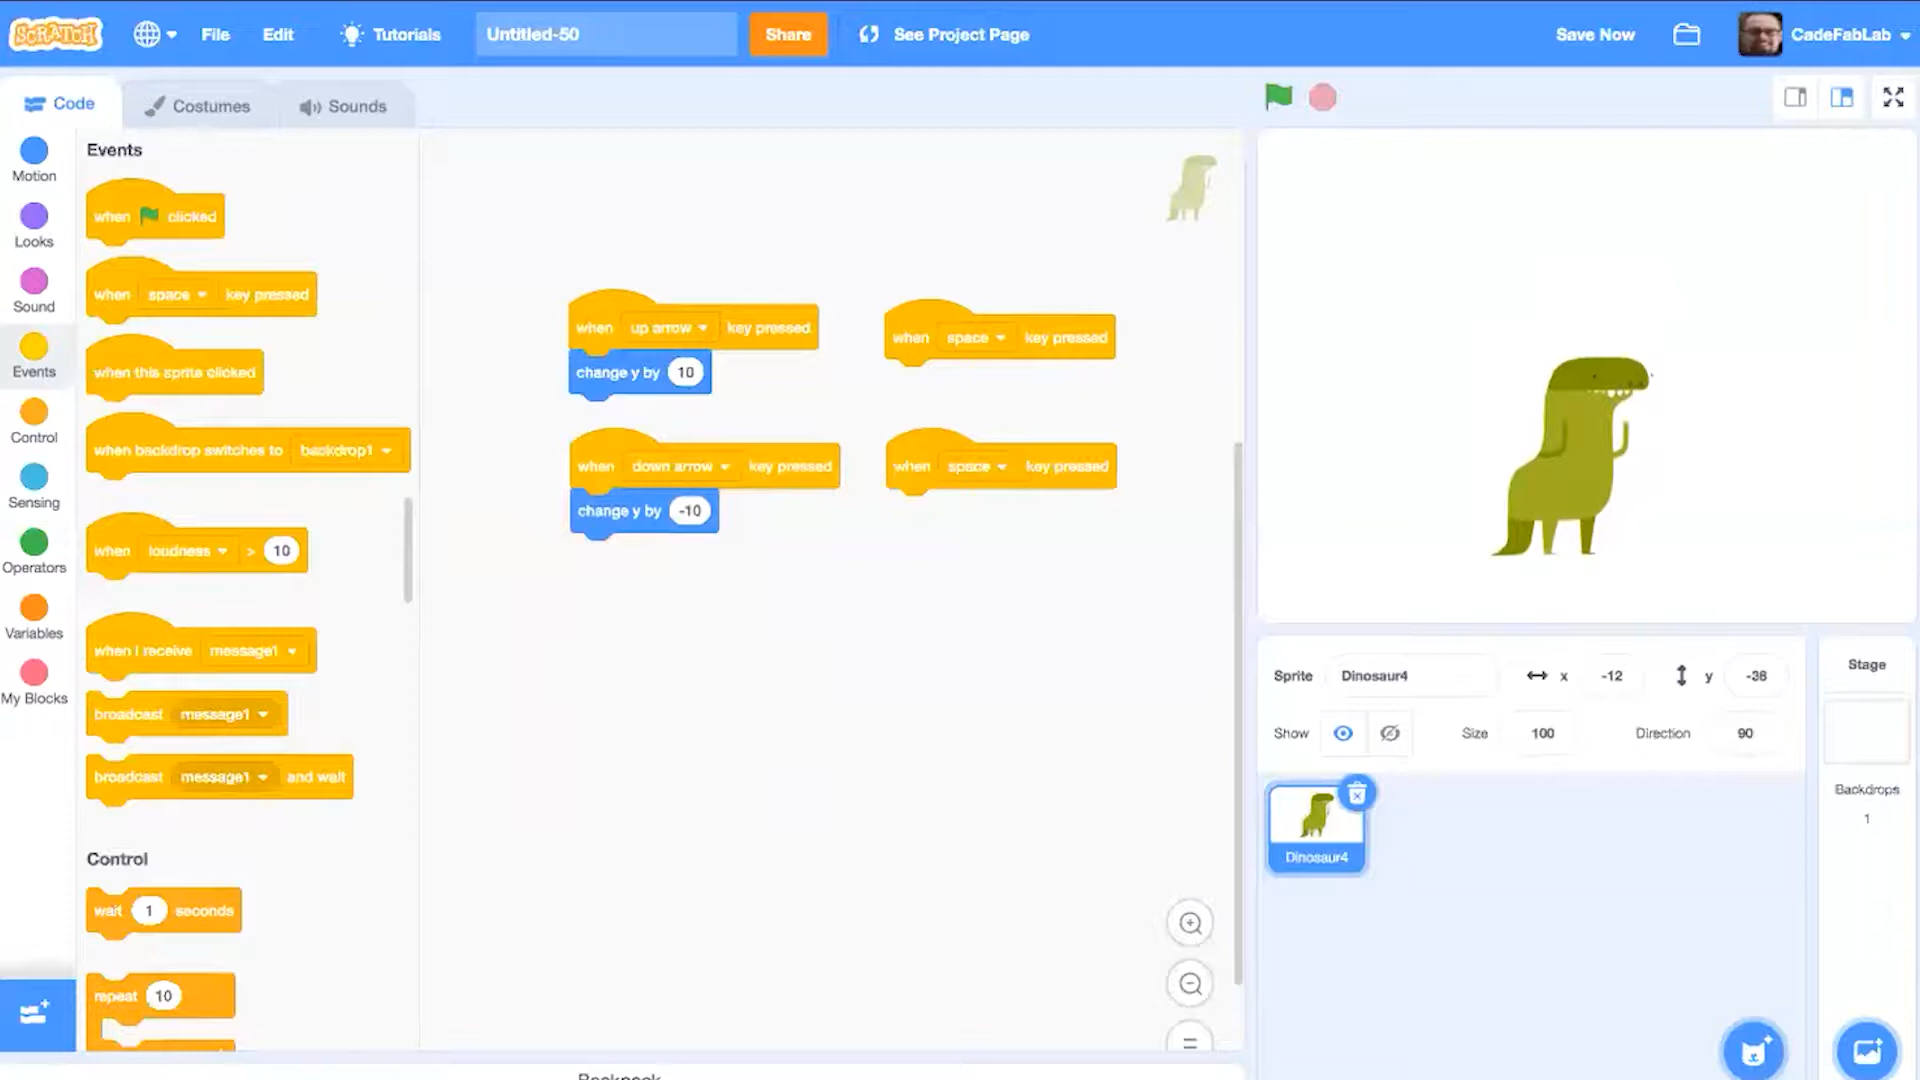 SCRATCH File Edit Tutorials Untitled-50 Share See Project Page Save Now CadeFabLab
Code Costumes Sounds
Motion
Looks
Sound
Events
Control
Sensing
Operators
Variables
My Blocks
Events
when clicked
when space key pressed
when this sprite clicked
when backdrop switches to backdrop1
when loudness > 10
when I receive message1
broadcast message1
broadcast message1 and wait
Control
wait 1 seconds
repeat 10
when up arrow key pressed
change y by 10
when space key pressed
when down arrow key pressed
change y by -10
when space key pressed
Sprite Dinosaur4 x -12 y -36
Show Size 100 Direction 90
Dinosaur4
Stage
Backdrops
1
Backpack